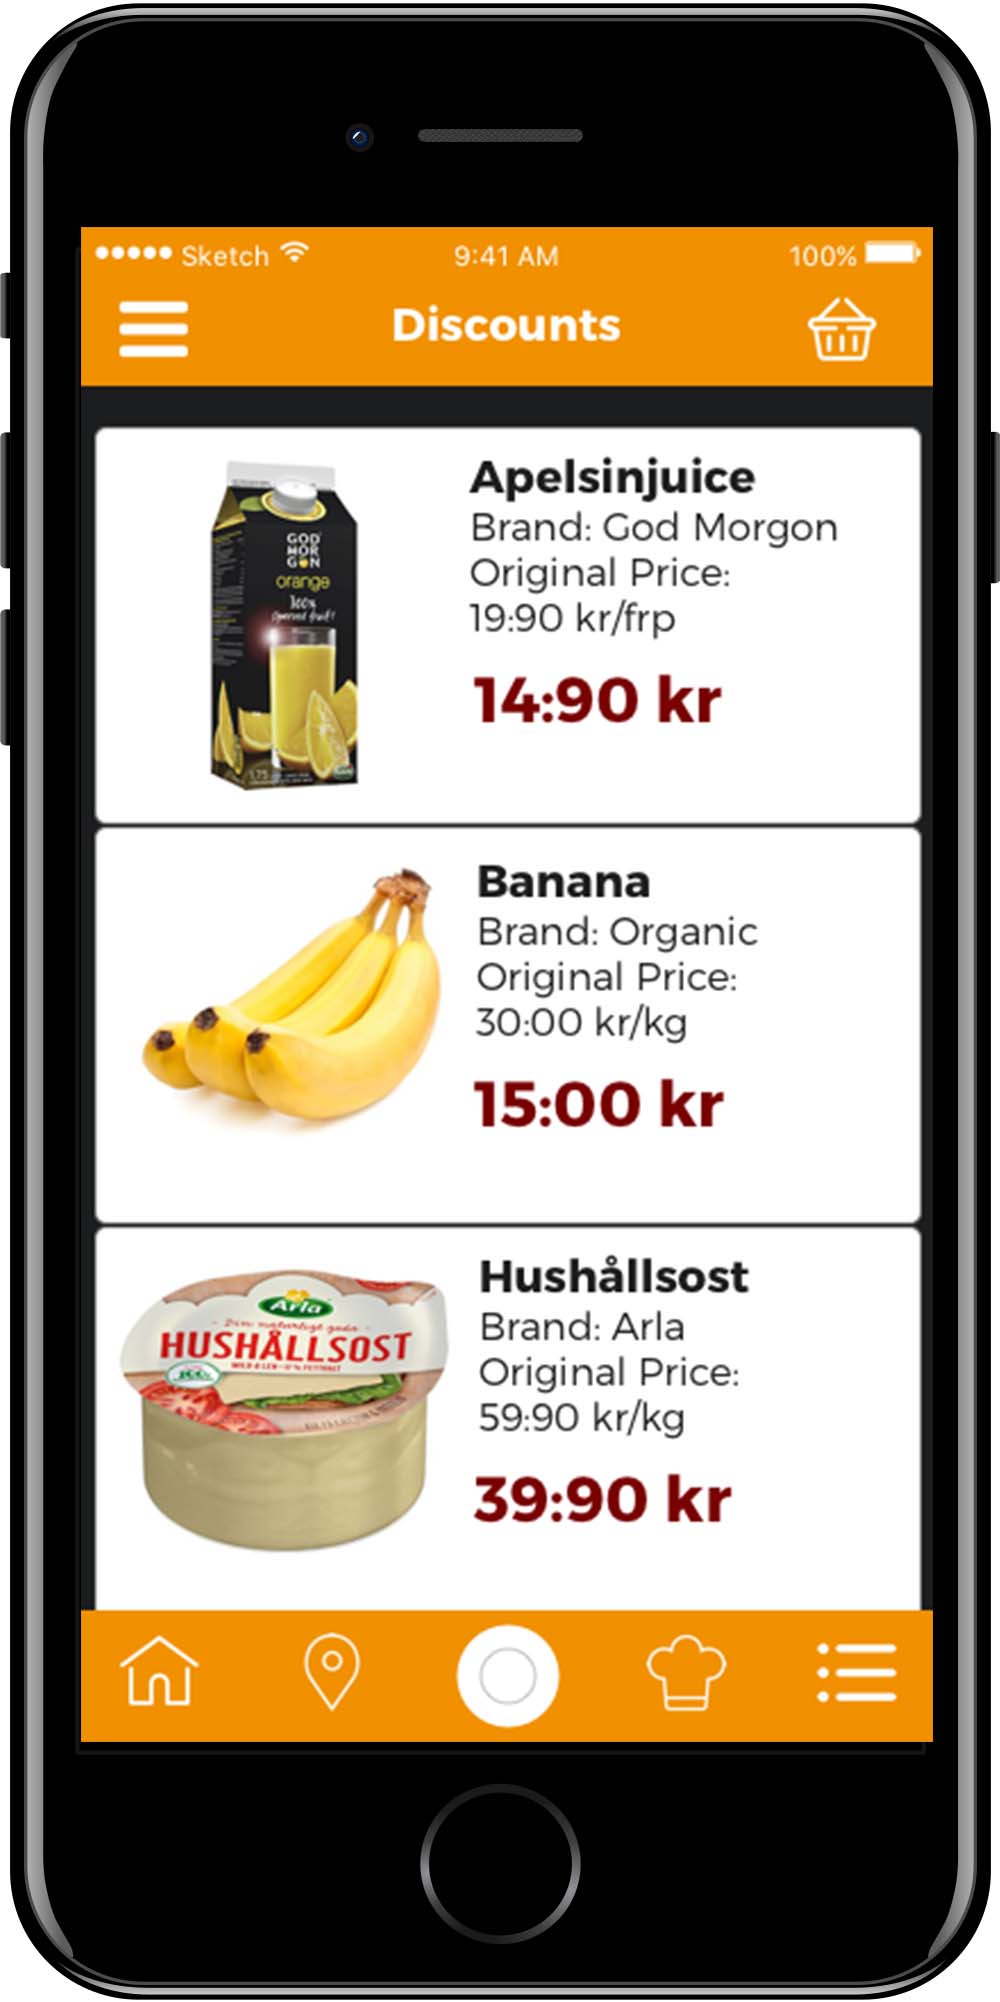 Sketch
9:41 AM
100%
Discounts
GOD
MOR
GON
orange
100%
Apelsinjuice
Brand: God Morgon
Original Price:
19:90 kr/frp
14:90 kr
Banana
Brand: Organic
Original Price:
30:00 kr/kg
15:00 kr
Arla
HUSHÅLLSOST
Hushållsost
Brand: Arla
Original Price:
59:90 kr/kg
39:90 kr